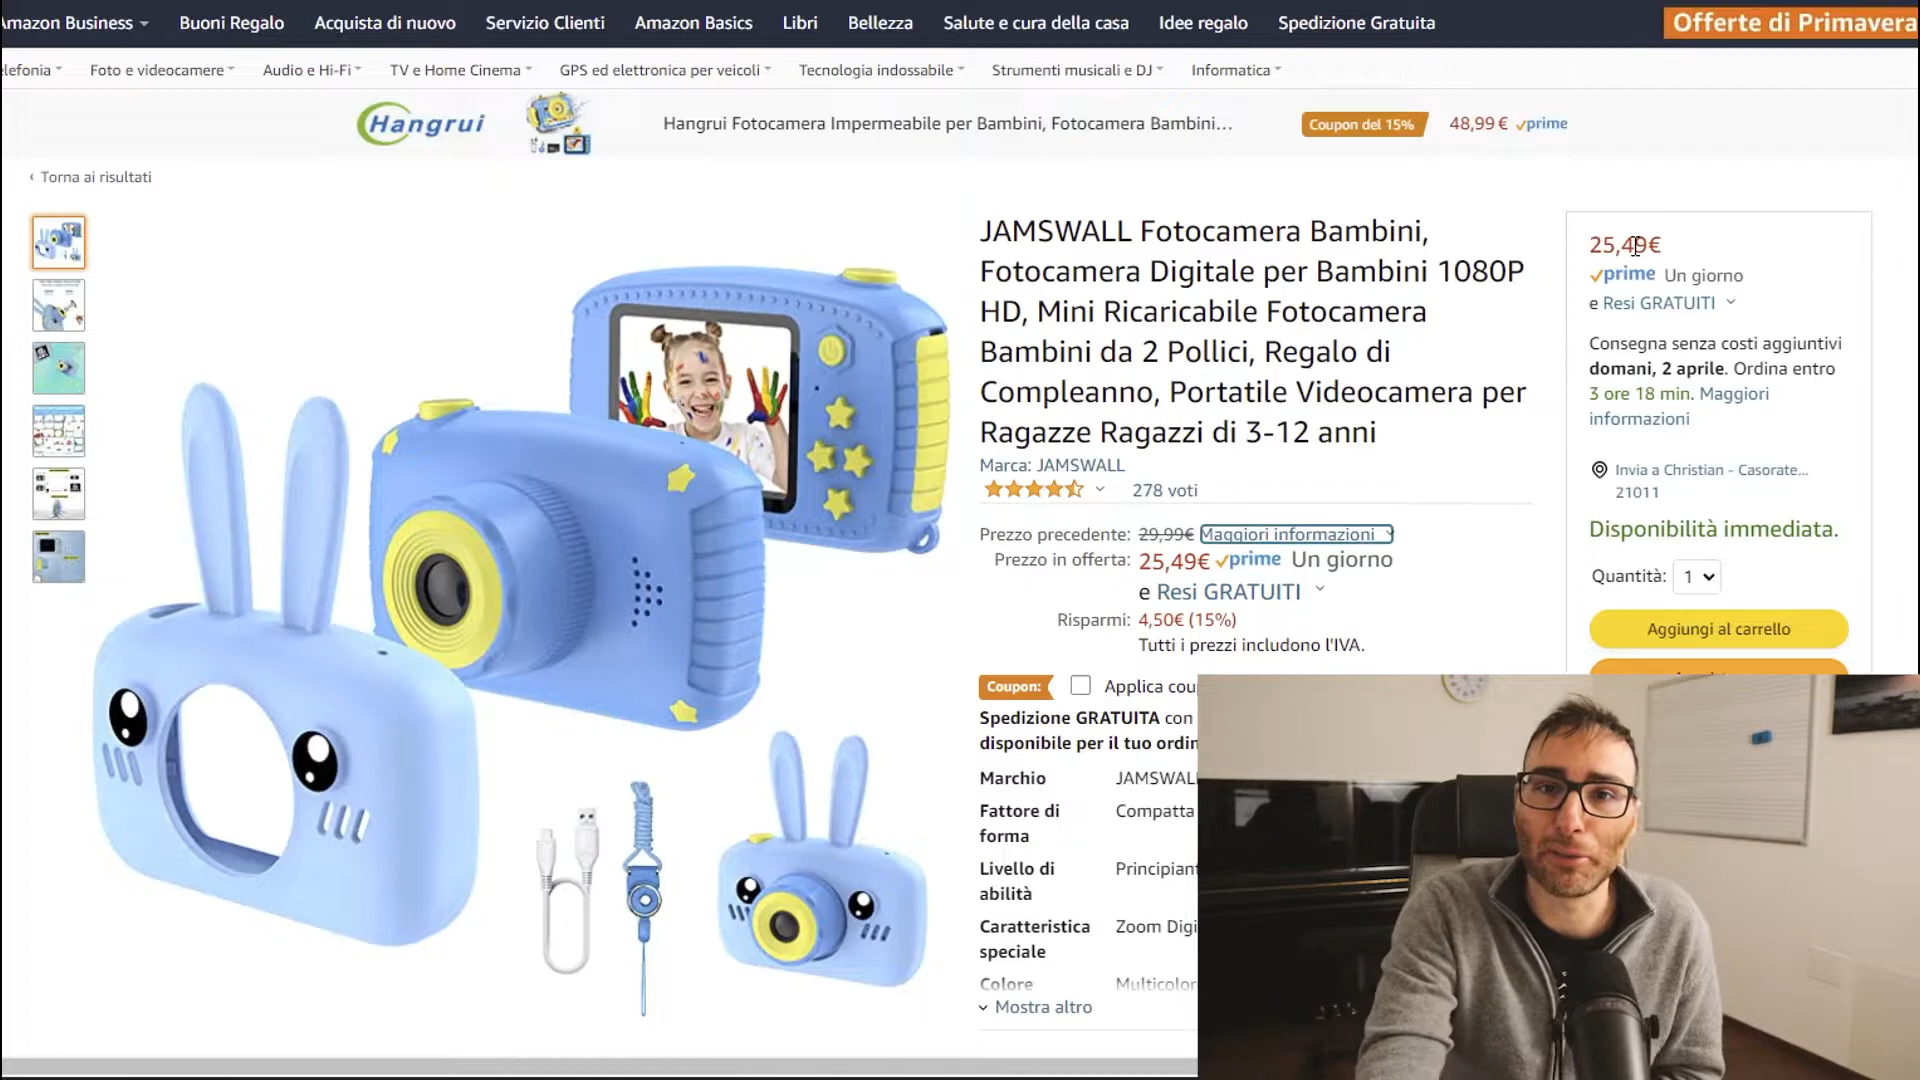 Amazon Business
Buoni Regalo
Acquista di nuovo
Servizio Clienti
Amazon Basics
Libri
Bellezza
Salute e cura della casa
Idee regalo
Spedizione Gratuita
Offerte di Primavera
elefonia
Foto e videocamere
Audio e Hi-Fi
TV e Home Cinema
GPS ed elettronica per veicoli
Tecnologia indossabile
Strumenti musicali e DJ
Informatica
Hangrui
Hangrui Fotocamera Impermeabile per Bambini, Fotocamera Bambini...
Coupon del 15%
48,99 € prime
‹ Torna ai risultati
JAMSWALL Fotocamera Bambini,
Fotocamera Digitale per Bambini 1080P
HD, Mini Ricaricabile Fotocamera
Bambini da 2 Pollici, Regalo di
Compleanno, Portatile Videocamera per
Ragazze Ragazzi di 3-12 anni
Marca: JAMSWALL
278 voti
Prezzo precedente: 29,99€ Maggiori informazioni
Prezzo in offerta: 25,49€ prime Un giorno
e Resi GRATUITI
Risparmi: 4,50€ (15%)
Tutti i prezzi includono l'IVA.
Coupon: Applica cou
Spedizione GRATUITA con
disponibile per il tuo ordin
Marchio JAMSWALL
Fattore di
forma
Compatta
Livello di
abilità
Principiant
Caratteristica
speciale
Zoom Digi
Colore Multicolor
Mostra altro
25,49€
prime Un giorno
e Resi GRATUITI
Consegna senza costi aggiuntivi
domani, 2 aprile. Ordina entro
3 ore 18 min. Maggiori
informazioni
Invia a Christian - Casorate...
21011
Disponibilità immediata.
Quantità: 1
Aggiungi al carrello